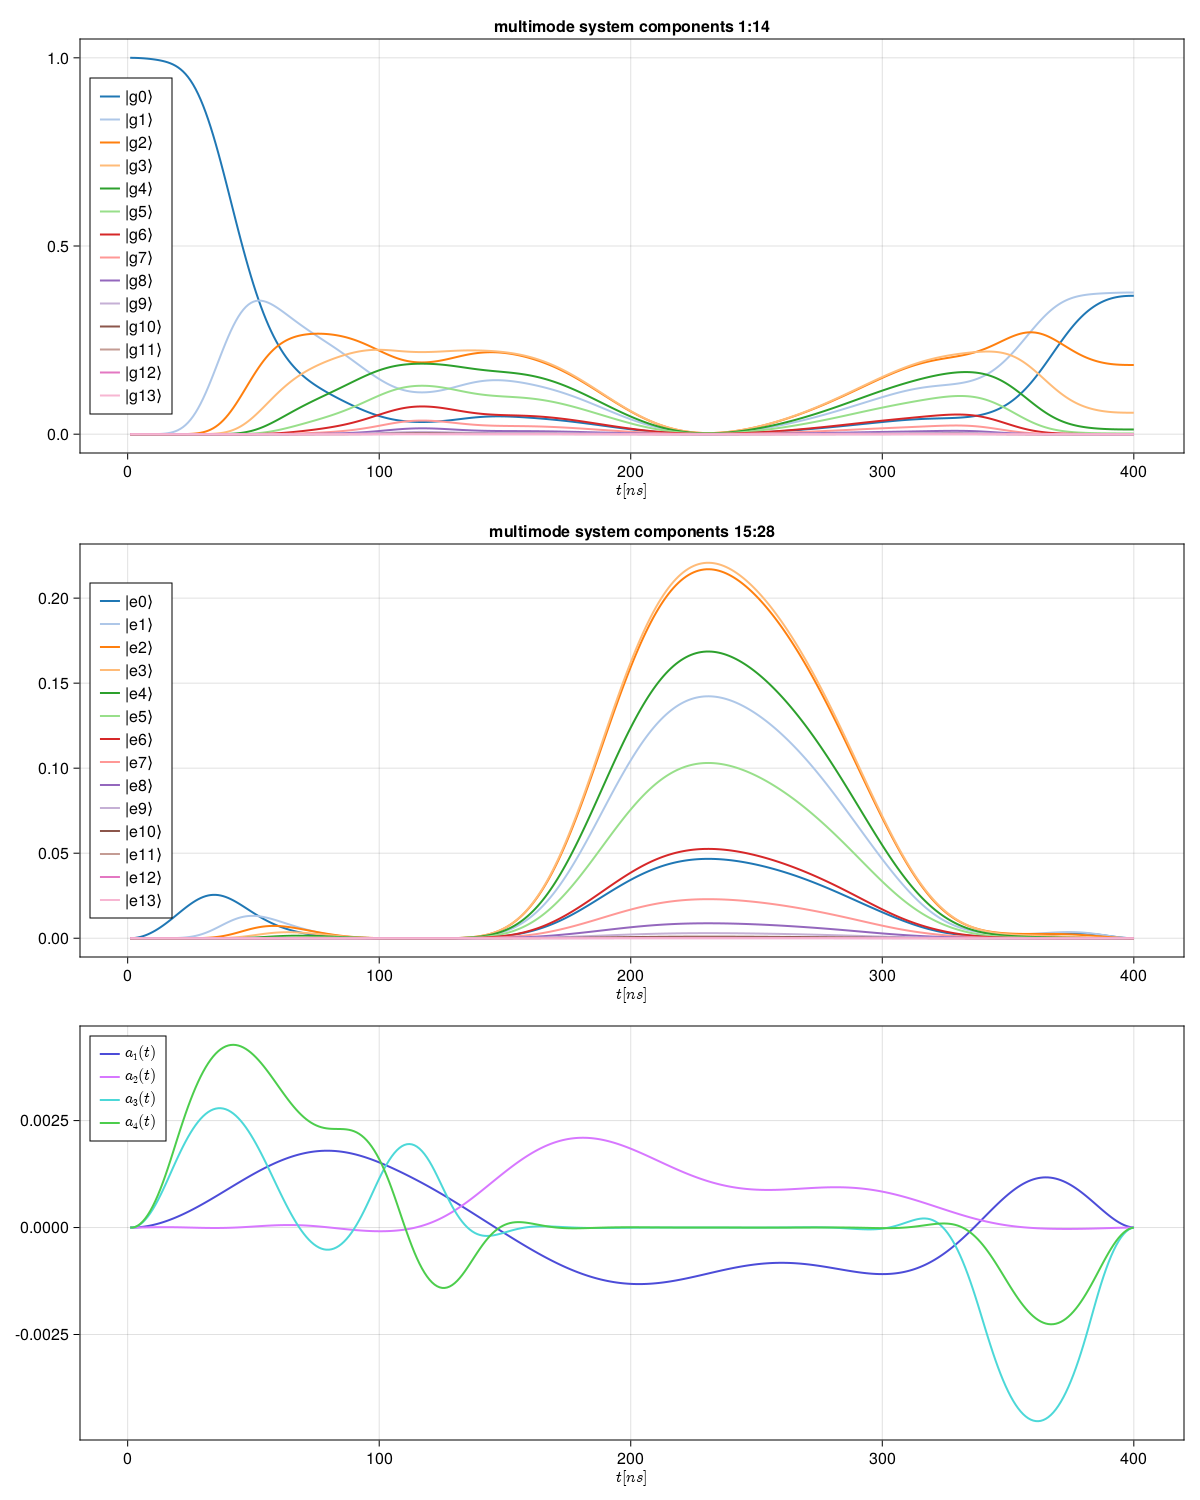 multimode system components 1:14
1.0
0.5
0.0
|g0⟩
|g1⟩
|g2⟩
|g3⟩
|g4⟩
|g5⟩
|g6⟩
|g7⟩
|g8⟩
|g9⟩
|g10⟩
|g11⟩
|g12⟩
|g13⟩
0 100 200 300 400
t[ns]
multimode system components 15:28
0.20
0.15
0.10
0.05
0.00
|e0⟩
|e1⟩
|e2⟩
|e3⟩
|e4⟩
|e5⟩
|e6⟩
|e7⟩
|e8⟩
|e9⟩
|e10⟩
|e11⟩
|e12⟩
|e13⟩
0 100 200 300 400
t[ns]
0.0025
0.0000
-0.0025
a₁(t)
a₂(t)
a₃(t)
a₄(t)
0 100 200 300 400
t[ns]